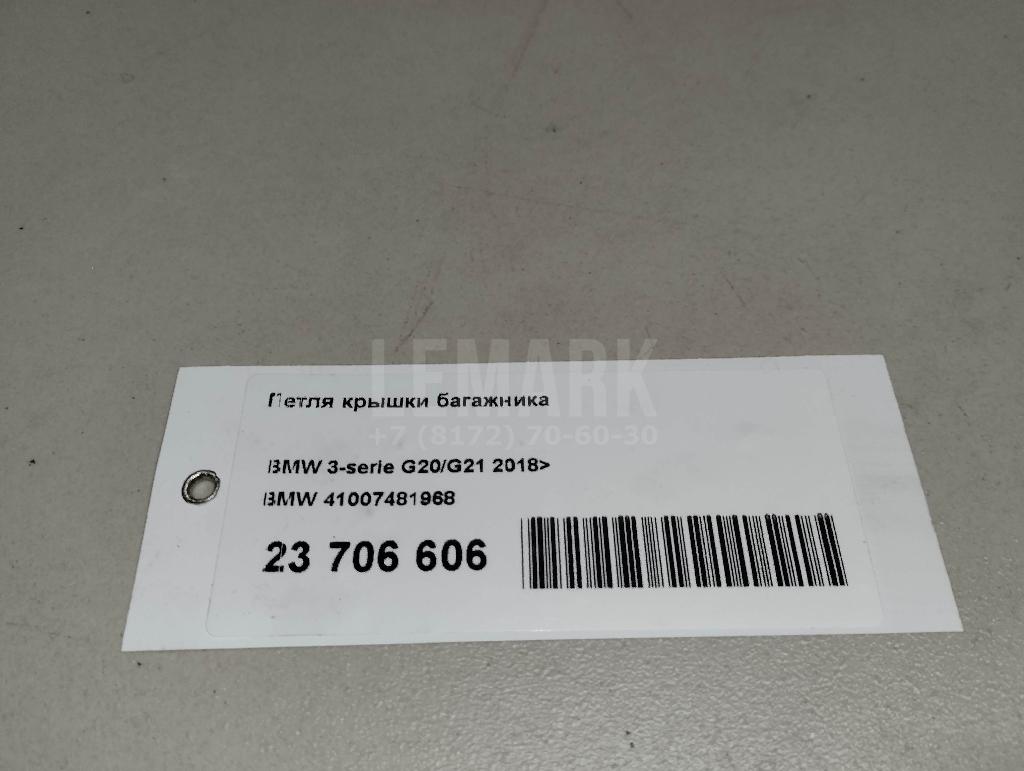 LEMARK
Петля крышки багажника
+7 (8172) 70-60-30
BMW 3-serie G20/G21 2018>
BMW 41007481968
23 706 606